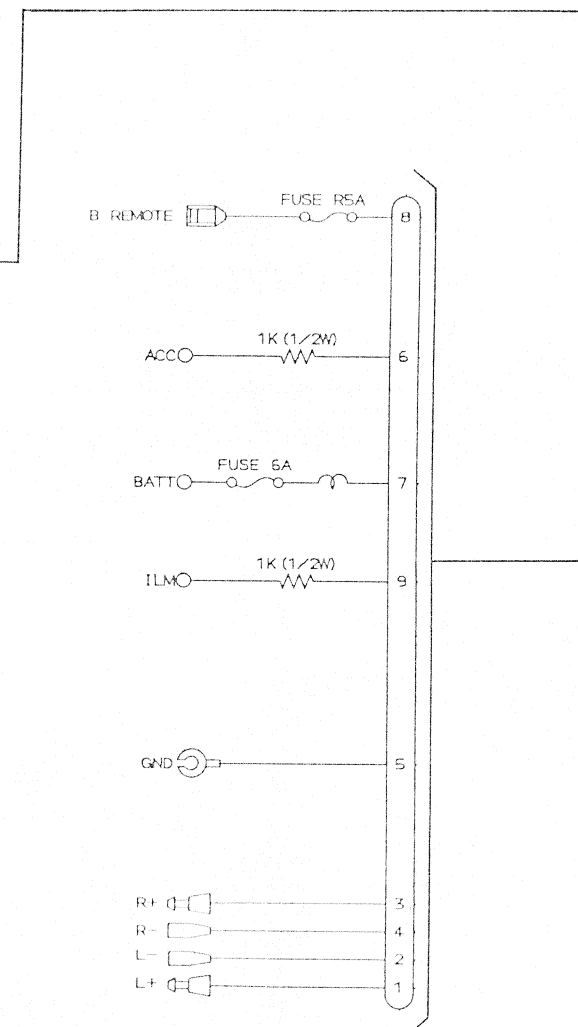 FUSE R5A
B REMOTE 8
1K (1/2W)
ACC 6
FUSE 6A
BATT 7
1K (1/2W)
ILM 9
GND 5
R+ 3
R- 4
L- 2
L+ 1